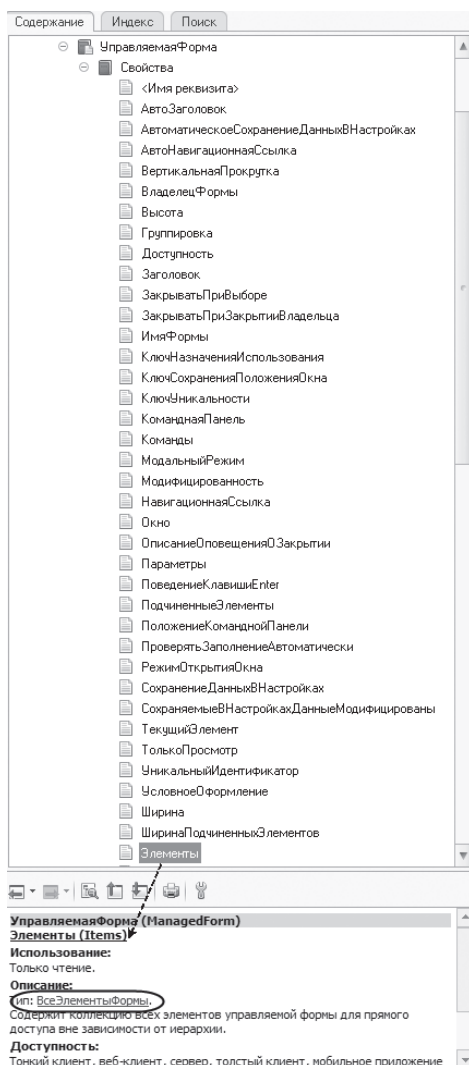 Содержание Индекс Поиск
УправляемаяФорма
Свойства
<Имя реквизита>
АвтоЗаголовок
АвтоматическоеСохранениеДанныхВНастройках
АвтоНавигационнаяСсылка
ВертикальнаяПрокрутка
ВладелецФормы
Высота
Группировка
Доступность
Заголовок
ЗакрыватьПриВыборе
ЗакрыватьПриЗакрытииВладельца
ИмяФормы
КлючНазначенияИспользования
КлючСохраненияПоложенияОкна
КлючУникальности
КоманднаяПанель
Команды
МодальныйРежим
Модифицированность
НавигационнаяСсылка
Окно
ОписаниеОповещенияОЗакрытии
Параметры
ПоведениеКлавишиEnter
ПодчиненныеЭлементы
ПоложениеКоманднойПанели
ПроверятьЗаполнениеАвтоматически
РежимОткрытияОкна
СохранениеДанныхВНастройках
СохраняемыеВНастройкахДанныеМодифицированы
ТекущийЭлемент
ТолькоПросмотр
УникальныйИдентификатор
УсловноеОформление
Ширина
ШиринаПодчиненныхЭлементов
Элементы
УправляемаяФорма (ManagedForm)
Элементы (Items)
Использование:
Только чтение.
Описание:
Тип: ВсеЭлементыФормы.
Содержит коллекцию всех элементов управляемой формы для прямого
доступа вне зависимости от иерархии.
Доступность:
Тонкий клиент, веб-клиент, сервер, толстый клиент, мобильное приложение